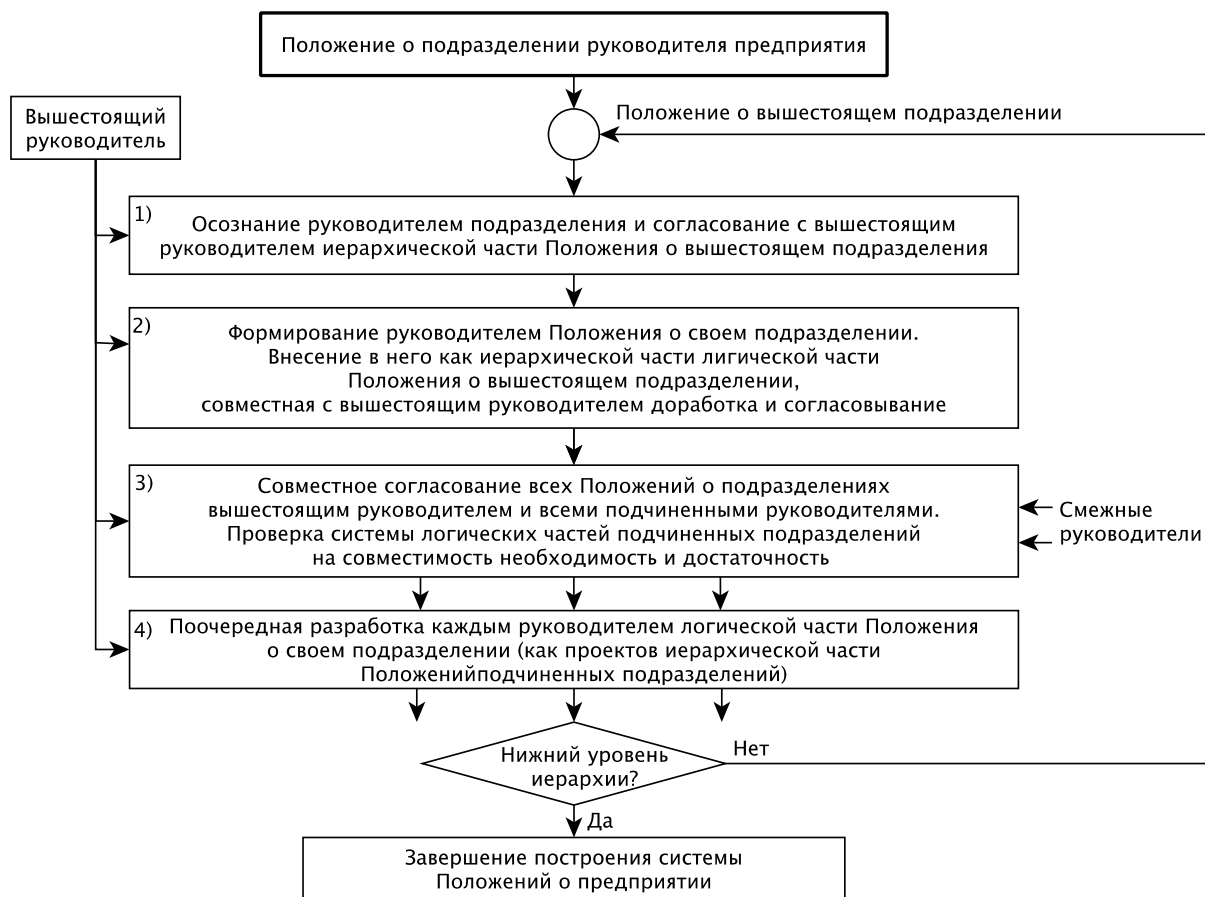 Положение о подразделении руководителя предприятия
Вышестоящий
руководитель
Положение о вышестоящем подразделении
1)
Осознание руководителем подразделения и согласование с вышестоящим
руководителем иерархической части Положения о вышестоящем подразделения
2)
Формирование руководителем Положения о своем подразделении.
Внесение в него как иерархической части лигической части
Положения о вышестоящем подразделении,
совместная с вышестоящим руководителем доработка и согласовывание
3)
Совместное согласование всех Положений о подразделениях
вышестоящим руководителем и всеми подчиненными руководителями.
Проверка системы логических частей подчиненных подразделений
на совместимость необходимость и достаточность
Смежные
руководители
4)
Поочередная разработка каждым руководителем логической части Положения
о своем подразделении (как проектов иерархической части
Положенийподчиненных подразделений)
Нижний уровень
иерархии?
Нет
Да
Завершение построения системы
Положений о предприятии